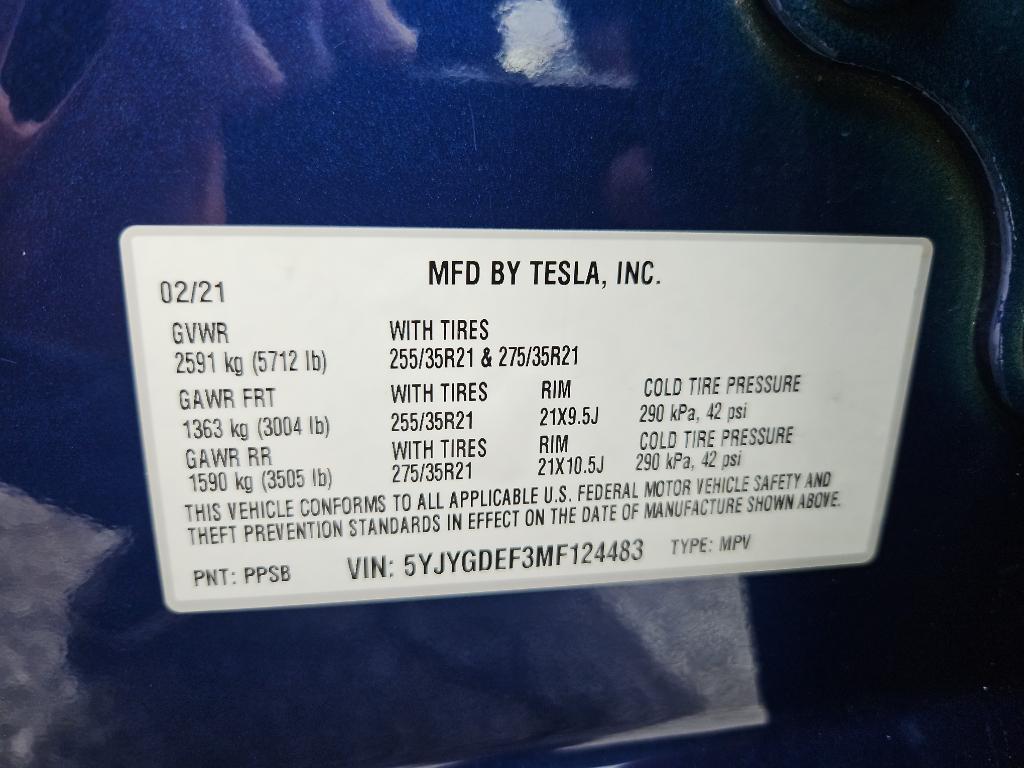 MFD BY TESLA, INC.
02/21
GVWR WITH TIRES
2591 kg (5712 lb) 255/35R21 & 275/35R21
GAWR FRT WITH TIRES RIM COLD TIRE PRESSURE
1363 kg (3004 lb) 255/35R21 21X9.5J 290 kPa, 42 psi
GAWR RR WITH TIRES RIM COLD TIRE PRESSURE
1590 kg (3505 lb) 275/35R21 21X10.5J 290 kPa, 42 psi
THIS VEHICLE CONFORMS TO ALL APPLICABLE U.S. FEDERAL MOTOR VEHICLE SAFETY AND
THEFT PREVENTION STANDARDS IN EFFECT ON THE DATE OF MANUFACTURE SHOWN ABOVE.
PNT: PPSB VIN: 5YJYGDEF3MF124483 TYPE: MPV